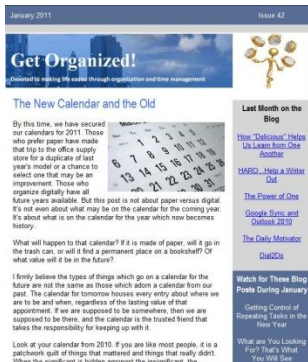 January 2011
Issue 42
Get Organized!
Devoted to making life easier through organization and time management
The New Calendar and the Old
By this time, we have secured
our calendars for 2011. Those
who prefer paper have made
that trip to the office supply
store for a duplicate of last
year's model or a chance to
select one that may be an
improvement. Those who
organize digitally have all
future years available. But this post is not about paper versus digital.
It's not even about what may be on the calendar for the coming year.
It's about what is on the calendar for the year which now becomes
history.
What will happen to that calendar? If it is made of paper, will it go in
the trash can, or will it find a permanent place on a bookshelf? Of
what value will it be in the future?
I firmly believe the types of things which go on a calendar for the
future are not the same as those which adorn a calendar from our
past. The calendar for tomorrow houses every entry about where we
are to be and when, regardless of the lasting value of that
appointment. If we are supposed to be somewhere, then we are
supposed to be there, and the calendar is the trusted friend that
takes the responsibility for keeping up with it.
Look at your calendar from 2010. If you are like most people, it is a
patchwork quilt of things that mattered and things that really didn't.
When the significant is hidden amongst the insignificant, the
Last Month on the
Blog
How "Delicious" Helps
Us Learn from One
Another
HARO...Help a Writer
Out
The Power of One
Google Sync and
Outlook 2010
The Daily Motivator
Dial2Do
Watch for These Blog
Posts During January
Getting Control of
Repeating Tasks in the
New Year
What are You Looking
For? That's What
You Will See